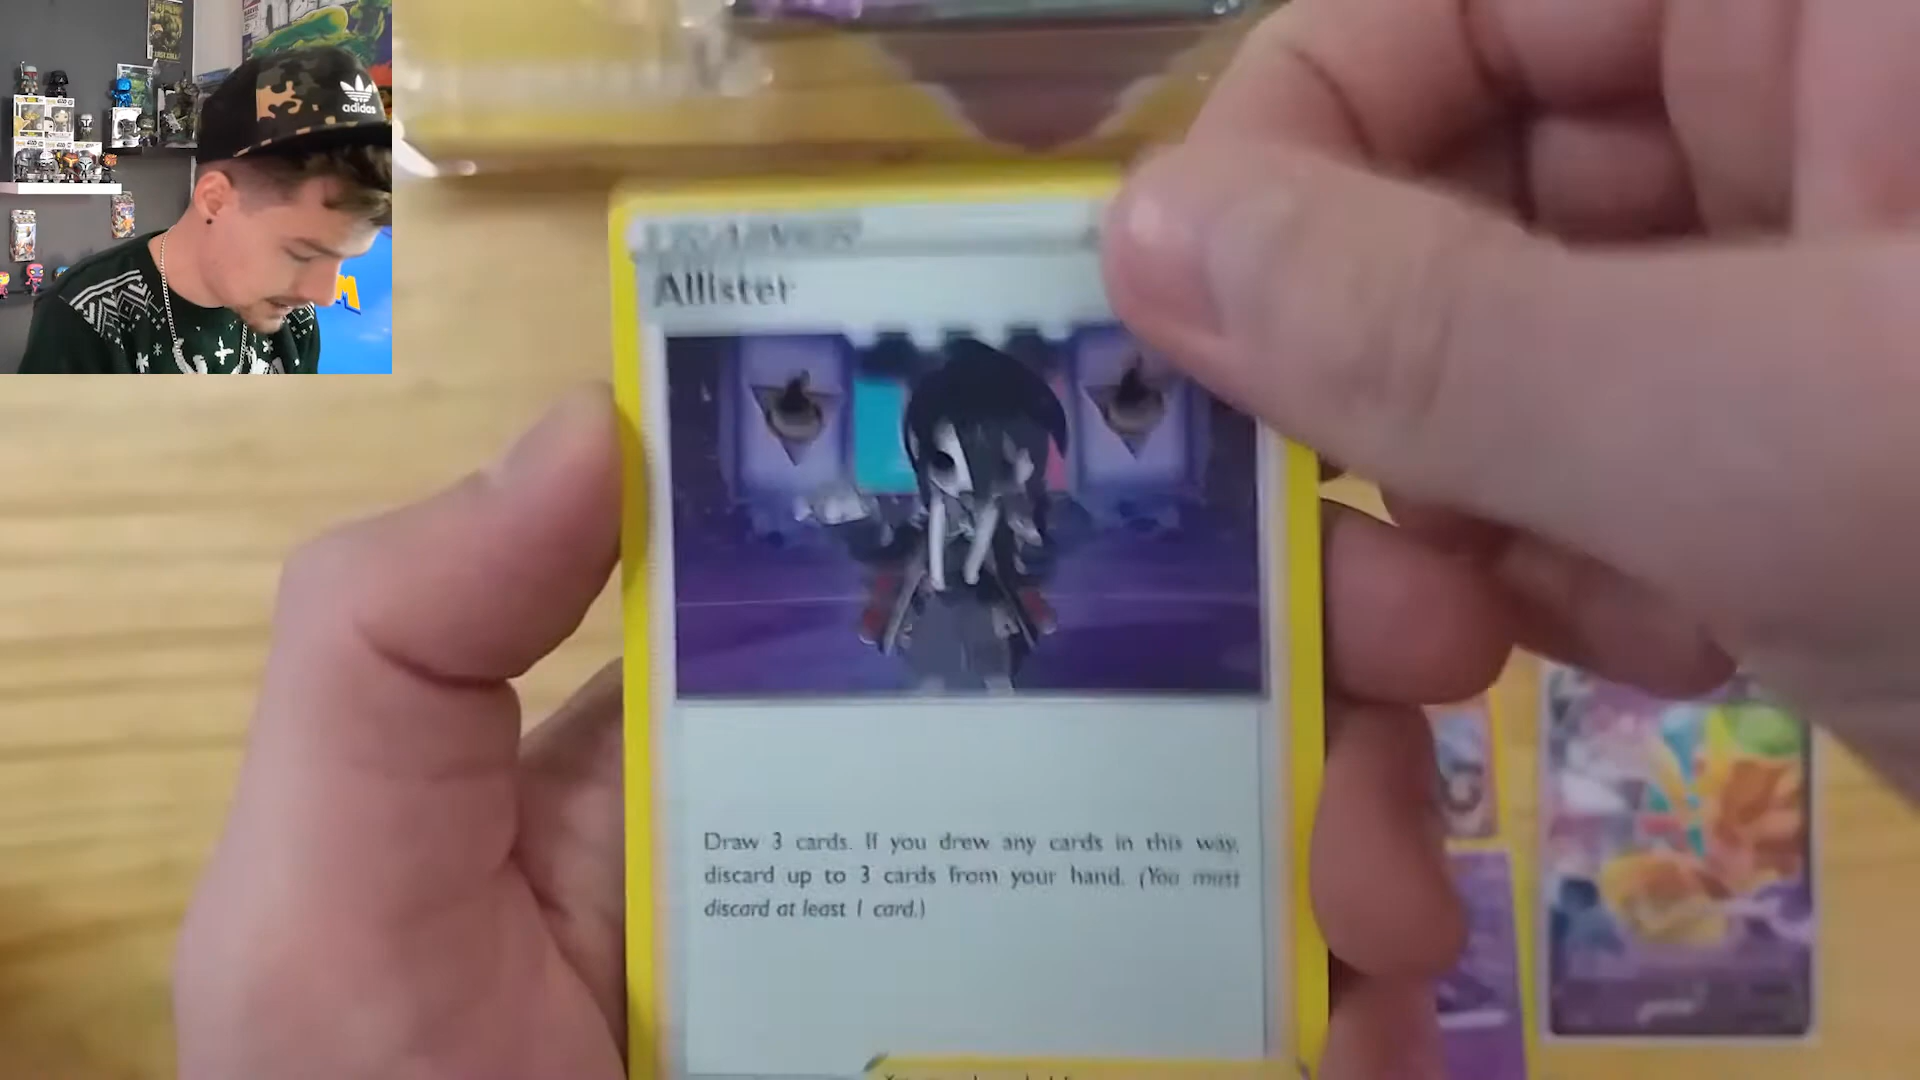 adidas
TRAINER
Allister
Draw 3 cards. If you drew any cards in this way,
discard up to 3 cards from your hand. (You must
discard at least 1 card.)